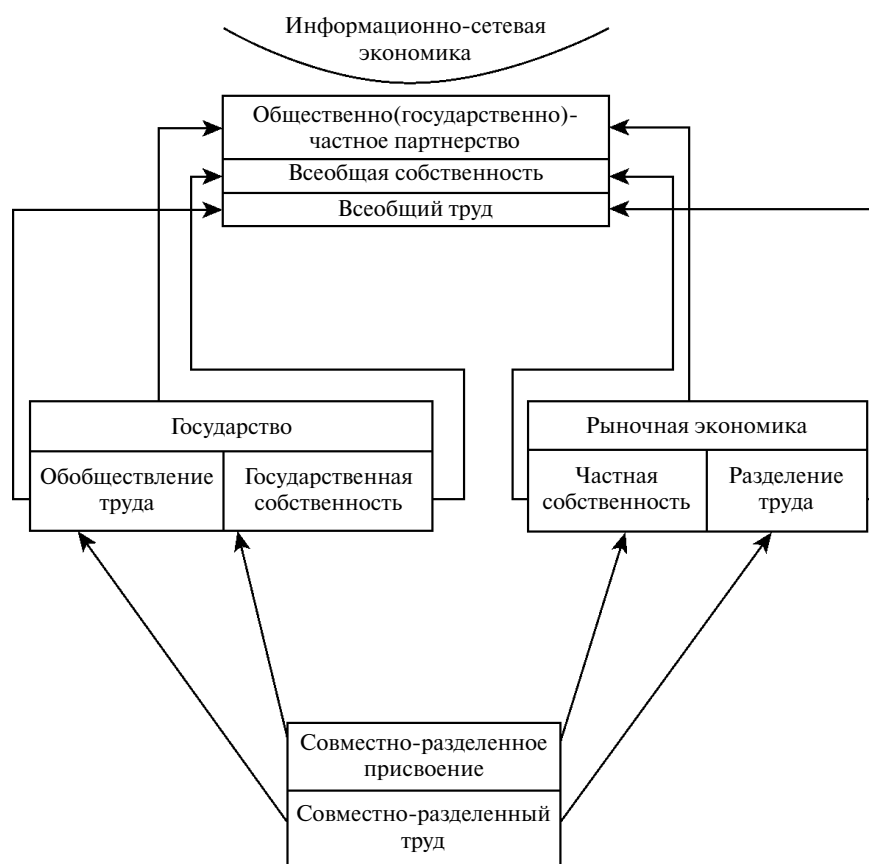 Информационно-сетевая
экономика
Общественно(государственно)-
частное партнерство
Всеобщая собственность
Всеобщий труд
Государство
Обобществление
труда
Государственная
собственность
Рыночная экономика
Частная
собственность
Разделение
труда
Совместно-разделенное
присвоение
Совместно-разделенный
труд